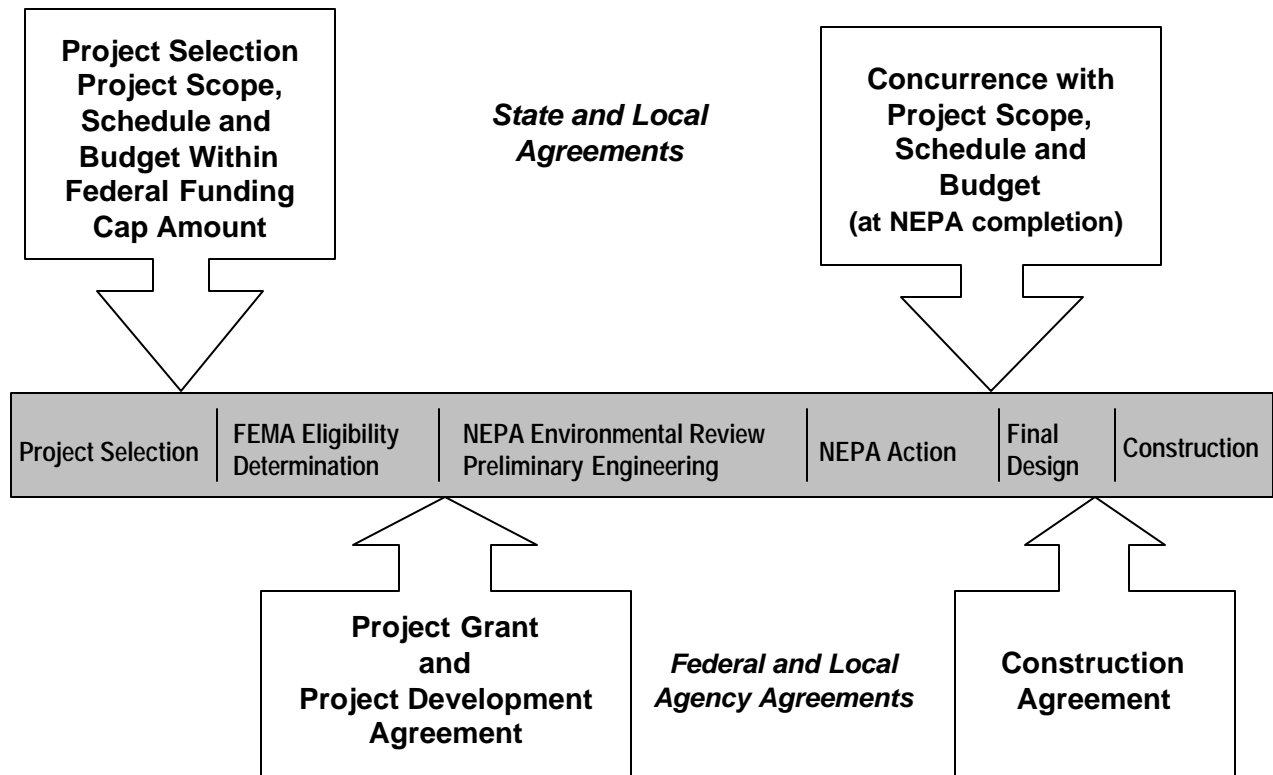 Project Selection
Project Scope,
Schedule and
Budget Within
Federal Funding
Cap Amount
State and Local
Agreements
Concurrence with
Project Scope,
Schedule and
Budget
(at NEPA completion)
Project Selection
FEMA Eligibility
Determination
NEPA Environmental Review
Preliminary Engineering
NEPA Action
Final
Design
Construction
Project Grant
and
Project Development
Agreement
Federal and Local
Agency Agreements
Construction
Agreement